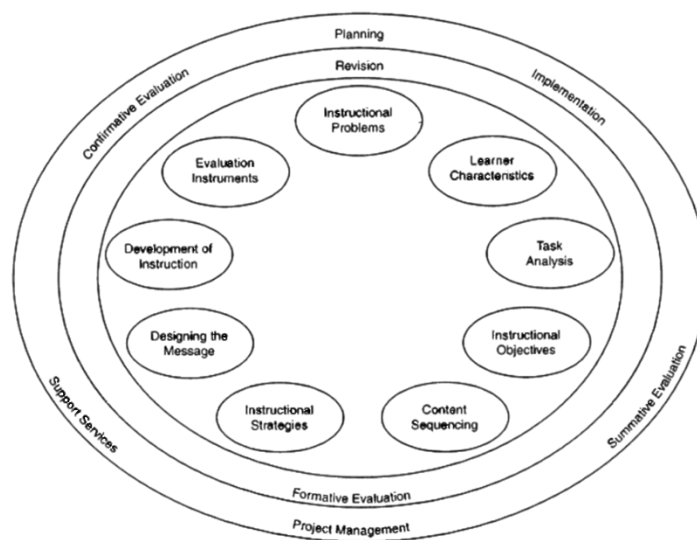 Planning
Revision
Confirmative Evaluation
Implementation
Instructional
Problems
Evaluation
Instruments
Learner
Characteristics
Development of
Instruction
Task
Analysis
Designing the
Message
Instructional
Objectives
Instructional
Strategies
Content
Sequencing
Support Services
Summative Evaluation
Formative Evaluation
Project Management